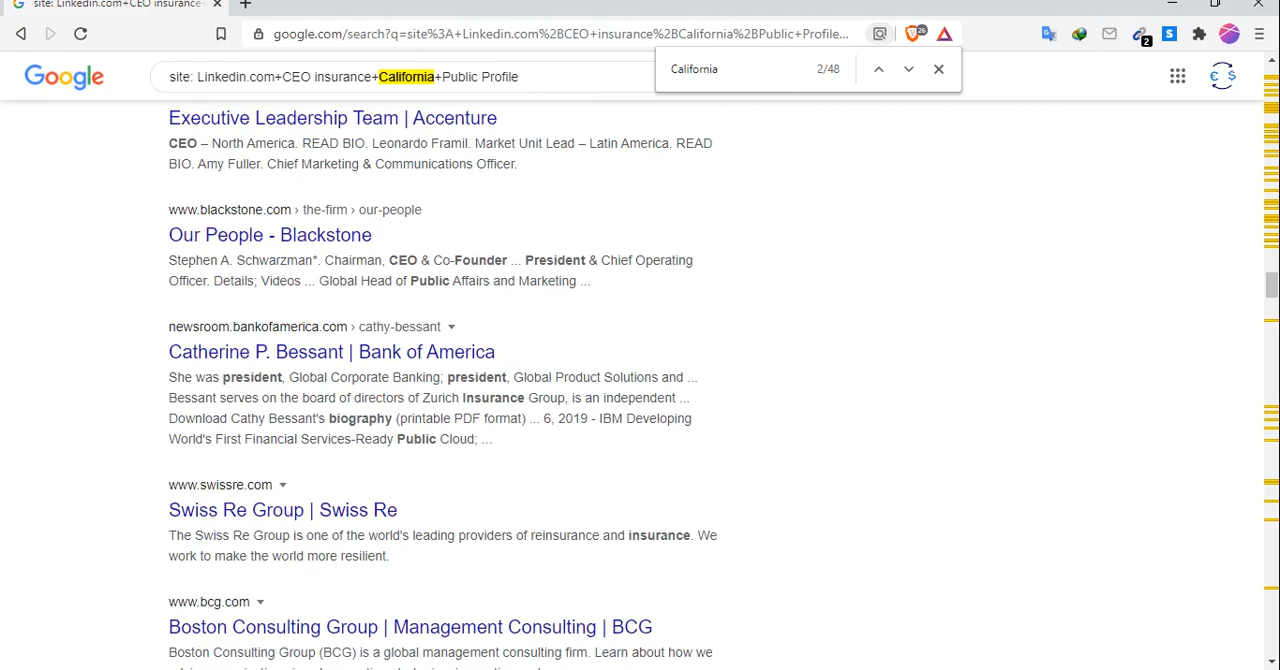 site: Linkedin.com+CEO insurance
google.com/search?q=site%3A+Linkedin.com%2BCEO+insurance%2BCalifornia%2BPublic+Profile...
26
2
S
California
2/48
Google
site: Linkedin.com+CEO insurance+California+Public Profile
€ $
Executive Leadership Team | Accenture
CEO – North America. READ BIO. Leonardo Framil. Market Unit Lead – Latin America. READ
BIO. Amy Fuller. Chief Marketing & Communications Officer.
www.blackstone.com › the-firm › our-people
Our People - Blackstone
Stephen A. Schwarzman*. Chairman, CEO & Co-Founder ... President & Chief Operating
Officer. Details; Videos ... Global Head of Public Affairs and Marketing ...
newsroom.bankofamerica.com › cathy-bessant
Catherine P. Bessant | Bank of America
She was president, Global Corporate Banking; president, Global Product Solutions and ...
Bessant serves on the board of directors of Zurich Insurance Group, is an independent ...
Download Cathy Bessant's biography (printable PDF format) ... 6, 2019 - IBM Developing
World's First Financial Services-Ready Public Cloud; ...
www.swissre.com
Swiss Re Group | Swiss Re
The Swiss Re Group is one of the world's leading providers of reinsurance and insurance. We
work to make the world more resilient.
www.bcg.com
Boston Consulting Group | Management Consulting | BCG
Boston Consulting Group (BCG) is a global management consulting firm. Learn about how we